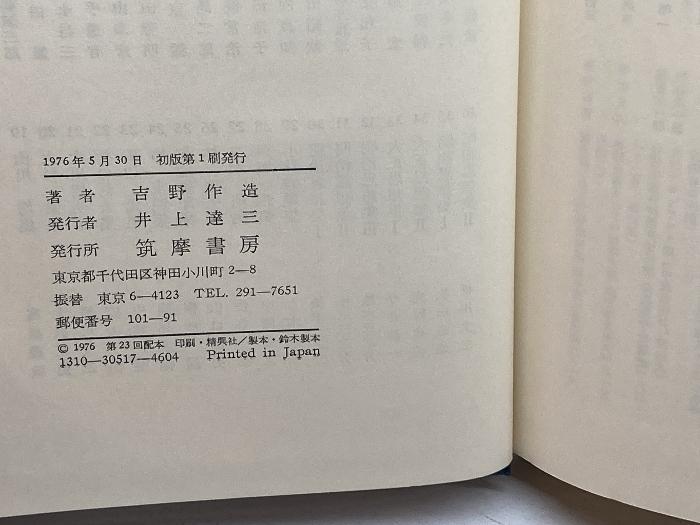 1976年5月30日 初版第1刷発行
著者 吉野作造
発行者 井上達三
発行所 筑摩書房
東京都千代田区神田小川町2—8
振替 東京6—4123 TEL. 291—7651
郵便番号 101—91
© 1976 第23回配本 印刷・精興社/製本・鈴木製本
1310—30517—4604 Printed in Japan